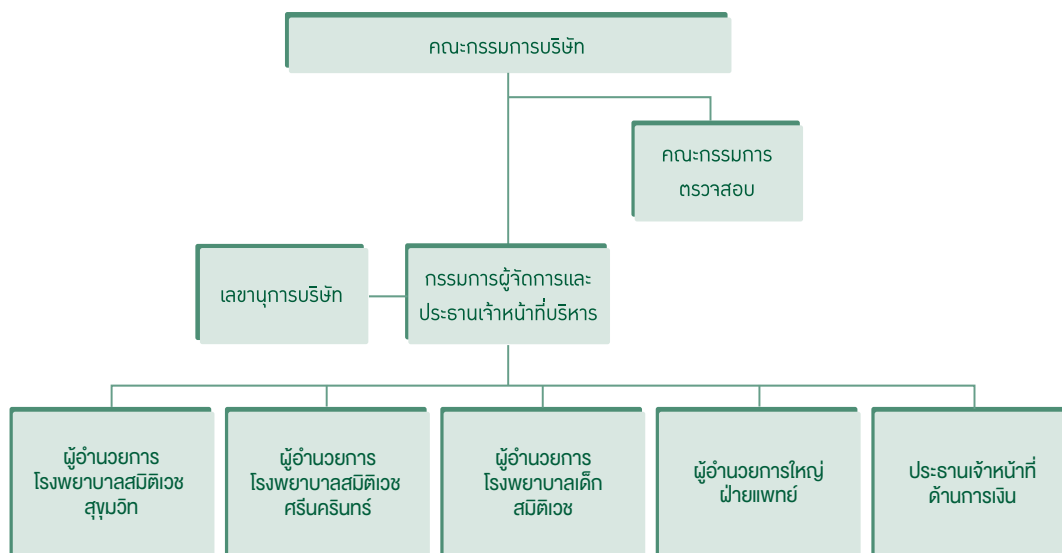 คณะกรรมการบริษัท
คณะกรรมการ
ตรวจสอบ
เลขานุการบริษัท
กรรมการผู้จัดการและ
ประธานเจ้าหน้าที่บริหาร
ผู้อำนวยการ
โรงพยาบาลสมิติเวช
สุขุมวิท
ผู้อำนวยการ
โรงพยาบาลสมิติเวช
ศรีนครินทร์
ผู้อำนวยการ
โรงพยาบาลเด็ก
สมิติเวช
ผู้อำนวยการใหญ่
ฝ่ายแพทย์
ประธานเจ้าหน้าที่
ด้านการเงิน